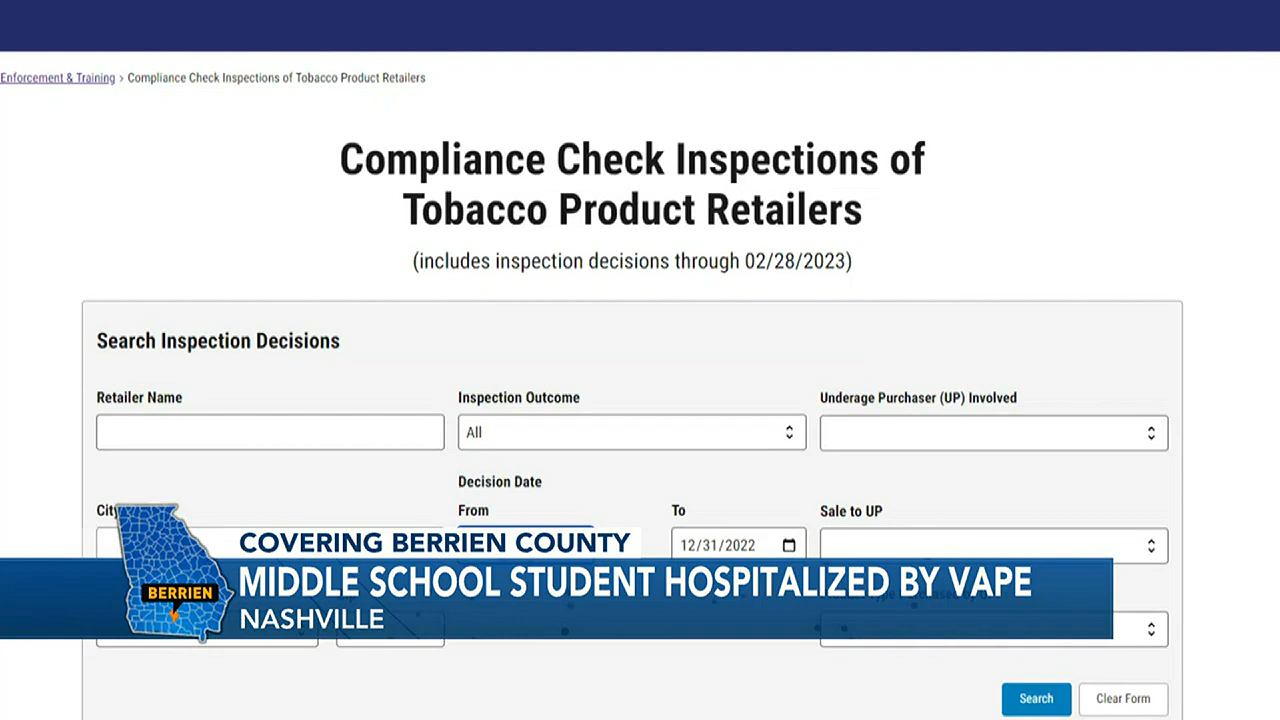 Enforcement & Training > Compliance Check Inspections of Tobacco Product Retailers
Compliance Check Inspections of
Tobacco Product Retailers
(includes inspection decisions through 02/28/2023)
Search Inspection Decisions
Retailer Name
Inspection Outcome
Underage Purchaser (UP) Involved
All
Decision Date
City
From
To
Sale to UP
12/31/2022
COVERING BERRIEN COUNTY
MIDDLE SCHOOL STUDENT HOSPITALIZED BY VAPE
BERRIEN
NASHVILLE
Search
Clear Form